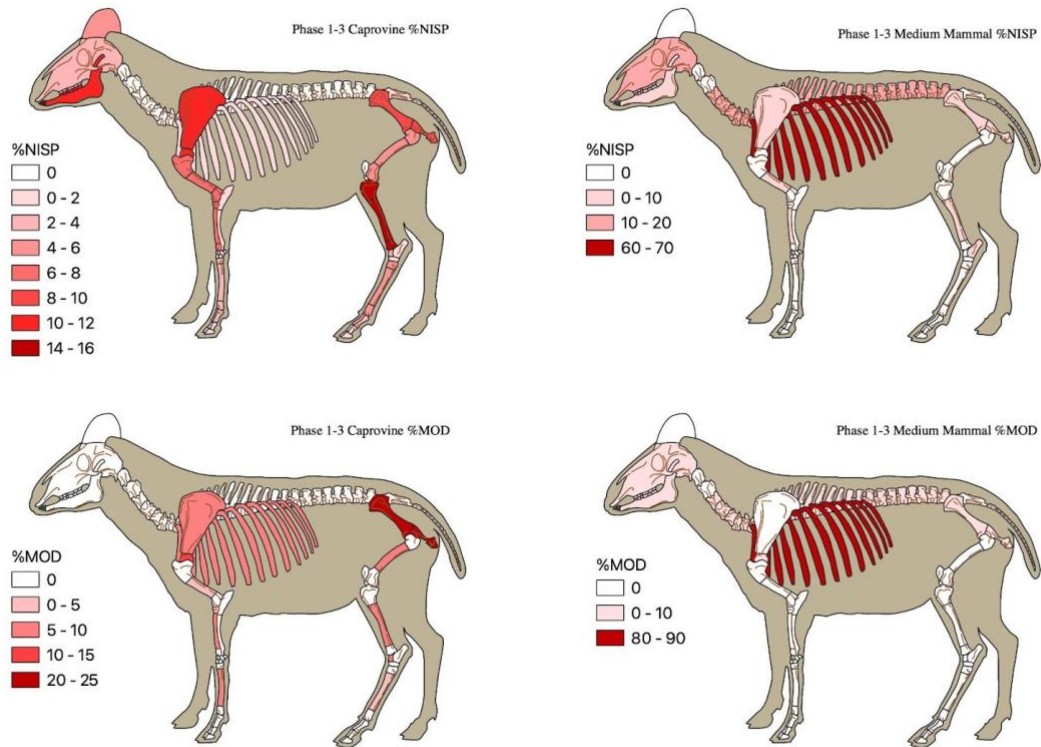 Phase 1-3 Caprovine %NISP
%NISP
0
0 - 2
2 - 4
4 - 6
6 - 8
8 - 10
10 - 12
14 - 16
Phase 1-3 Medium Mammal %NISP
%NISP
0
0 - 10
10 - 20
60 - 70
Phase 1-3 Caprovine %MOD
%MOD
0
0 - 5
5 - 10
10 - 15
20 - 25
Phase 1-3 Medium Mammal %MOD
%MOD
0
0 - 10
80 - 90